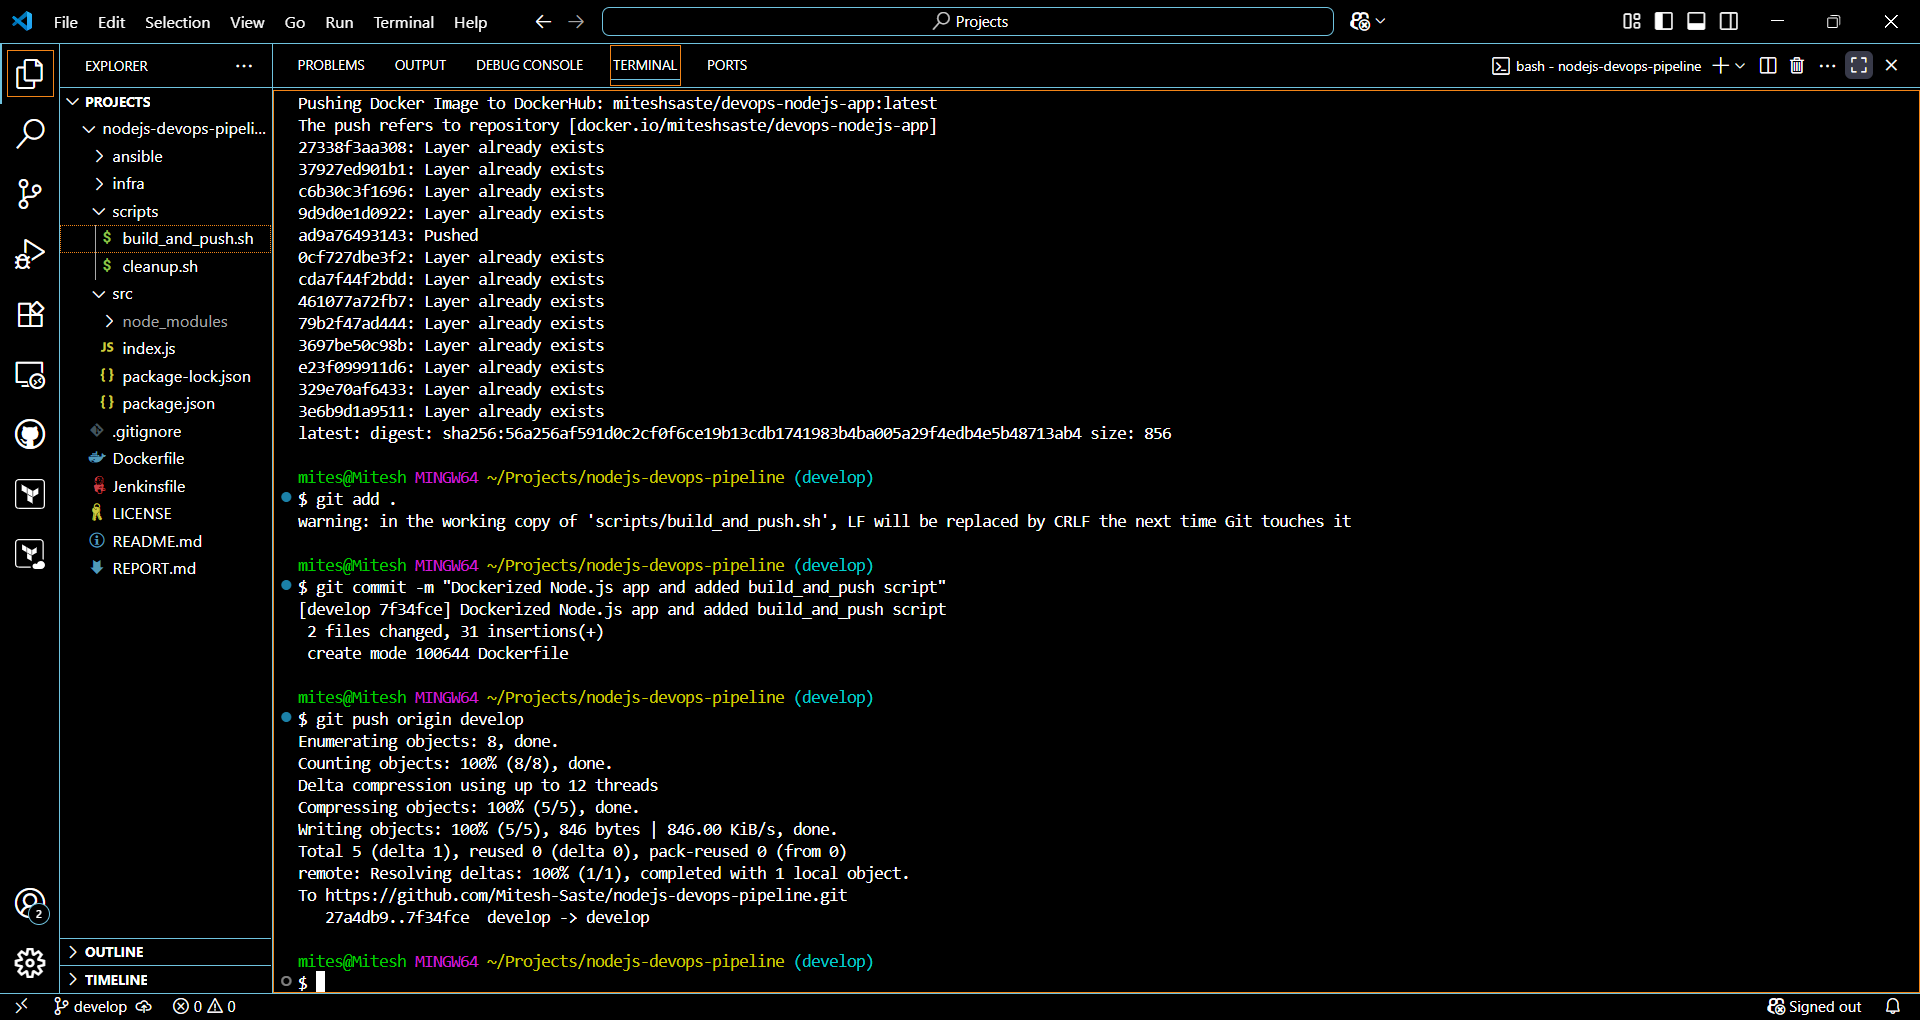 File Edit Selection View Go Run Terminal Help
Projects
EXPLORER
PROJECTS
nodejs-devops-pipeli...
ansible
infra
scripts
$ build_and_push.sh
$ cleanup.sh
src
node_modules
JS index.js
{} package-lock.json
{} package.json
.gitignore
Dockerfile
Jenkinsfile
LICENSE
README.md
REPORT.md
OUTLINE
TIMELINE
2
PROBLEMS OUTPUT DEBUG CONSOLE TERMINAL PORTS
bash - nodejs-devops-pipeline
Pushing Docker Image to DockerHub: miteshsaste/devops-nodejs-app:latest
The push refers to repository [docker.io/miteshsaste/devops-nodejs-app]
27338f3aa308: Layer already exists
37927ed901b1: Layer already exists
c6b30c3f1696: Layer already exists
9d9d0e1d0922: Layer already exists
ad9a76493143: Pushed
0cf727dbe3f2: Layer already exists
cda7f44f2bdd: Layer already exists
461077a72fb7: Layer already exists
79b2f47ad444: Layer already exists
3697be50c98b: Layer already exists
e23f099911d6: Layer already exists
329e70af6433: Layer already exists
3e6b9d1a9511: Layer already exists
latest: digest: sha256:56a256af591d0c2cf0f6ce19b13cdb1741983b4ba005a29f4edb4e5b48713ab4 size: 856
mites@Mitesh MINGW64 ~/Projects/nodejs-devops-pipeline (develop)
$ git add .
warning: in the working copy of 'scripts/build_and_push.sh', LF will be replaced by CRLF the next time Git touches it
mites@Mitesh MINGW64 ~/Projects/nodejs-devops-pipeline (develop)
$ git commit -m "Dockerized Node.js app and added build_and_push script"
[develop 7f34fce] Dockerized Node.js app and added build_and_push script
2 files changed, 31 insertions(+)
create mode 100644 Dockerfile
mites@Mitesh MINGW64 ~/Projects/nodejs-devops-pipeline (develop)
$ git push origin develop
Enumerating objects: 8, done.
Counting objects: 100% (8/8), done.
Delta compression using up to 12 threads
Compressing objects: 100% (5/5), done.
Writing objects: 100% (5/5), 846 bytes | 846.00 KiB/s, done.
Total 5 (delta 1), reused 0 (delta 0), pack-reused 0 (from 0)
remote: Resolving deltas: 100% (1/1), completed with 1 local object.
To https://github.com/Mitesh-Saste/nodejs-devops-pipeline.git
27a4db9..7f34fce develop -> develop
mites@Mitesh MINGW64 ~/Projects/nodejs-devops-pipeline (develop)
$
develop 0 0 Signed out